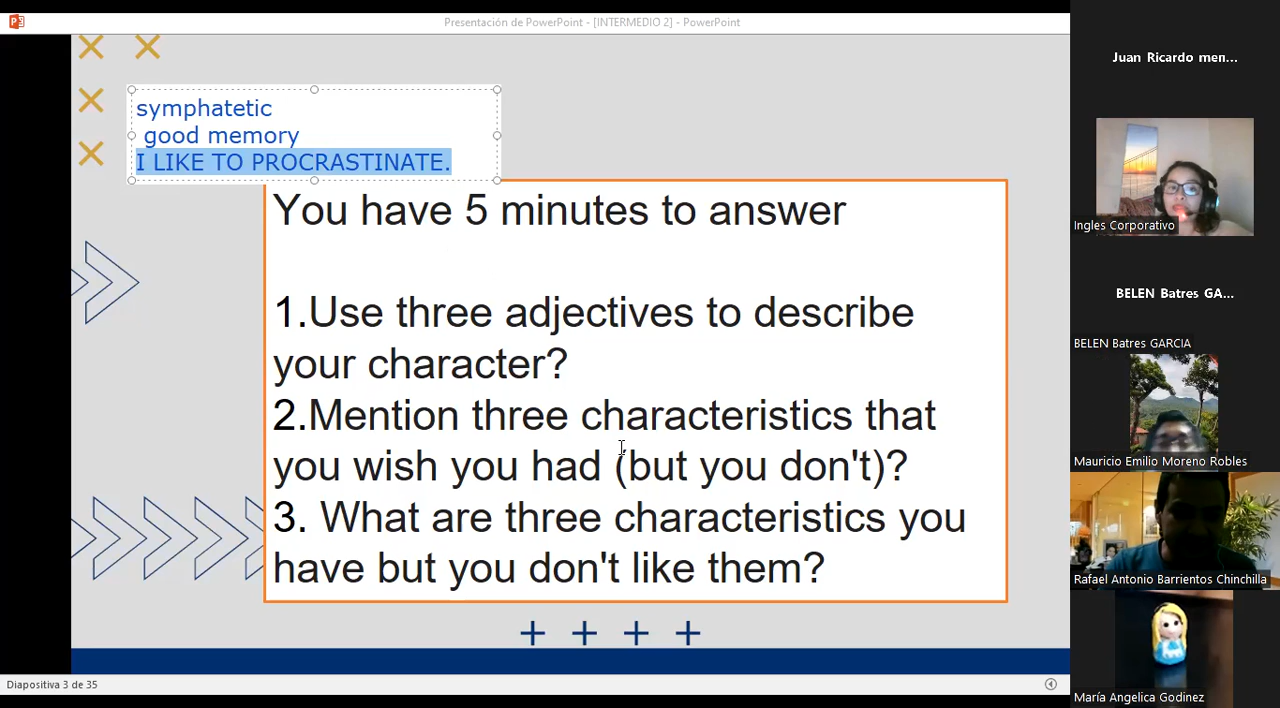 Presentación de PowerPoint - [INTERMEDIO 2] - PowerPoint
symphatetic
good memory
I LIKE TO PROCRASTINATE.
You have 5 minutes to answer
1.Use three adjectives to describe
your character?
2.Mention three characteristics that
you wish you had (but you don't)?
3. What are three characteristics you
have but you don't like them?
Diapositiva 3 de 35
Juan Ricardo men...
Ingles Corporativo
BELEN Batres GA...
BELEN Batres GARCIA
Mauricio Emilio Moreno Robles
Rafael Antonio Barrientos Chinchilla
María Angelica Godinez